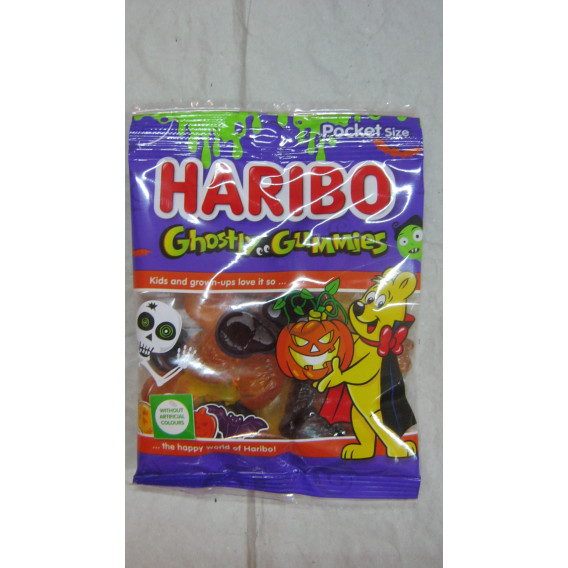 Pocket Size
HARIBO
Ghostly Gummies
Kids and grown-ups love it so ...
WITHOUT
ARTIFICIAL
COLOURS
... the happy world of Haribo!